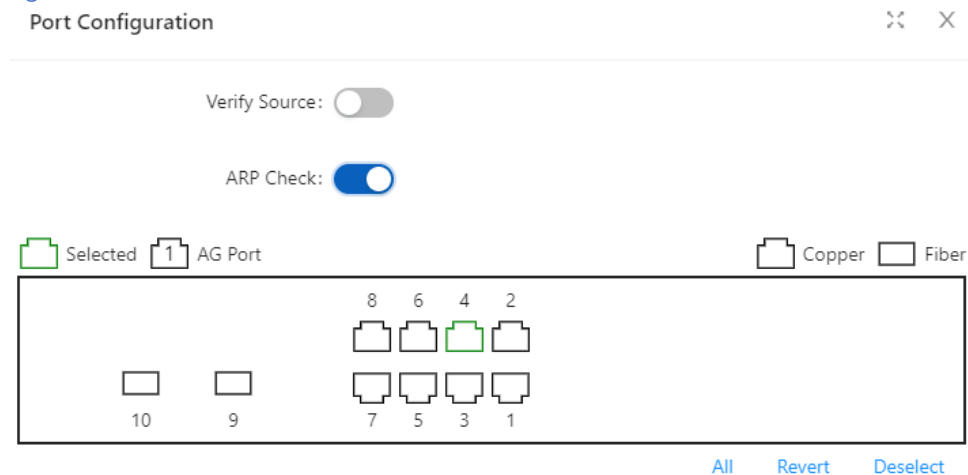 Port Configuration
Verify Source:
ARP Check:
Selected 1 AG Port Copper Fiber
8 6 4 2
10 9 7 5 3 1
All Revert Deselect